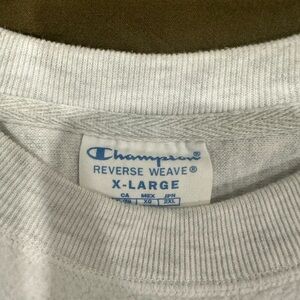 Champion®
REVERSE WEAVE®
X-LARGE
CA MEX JPN
XG 2XL